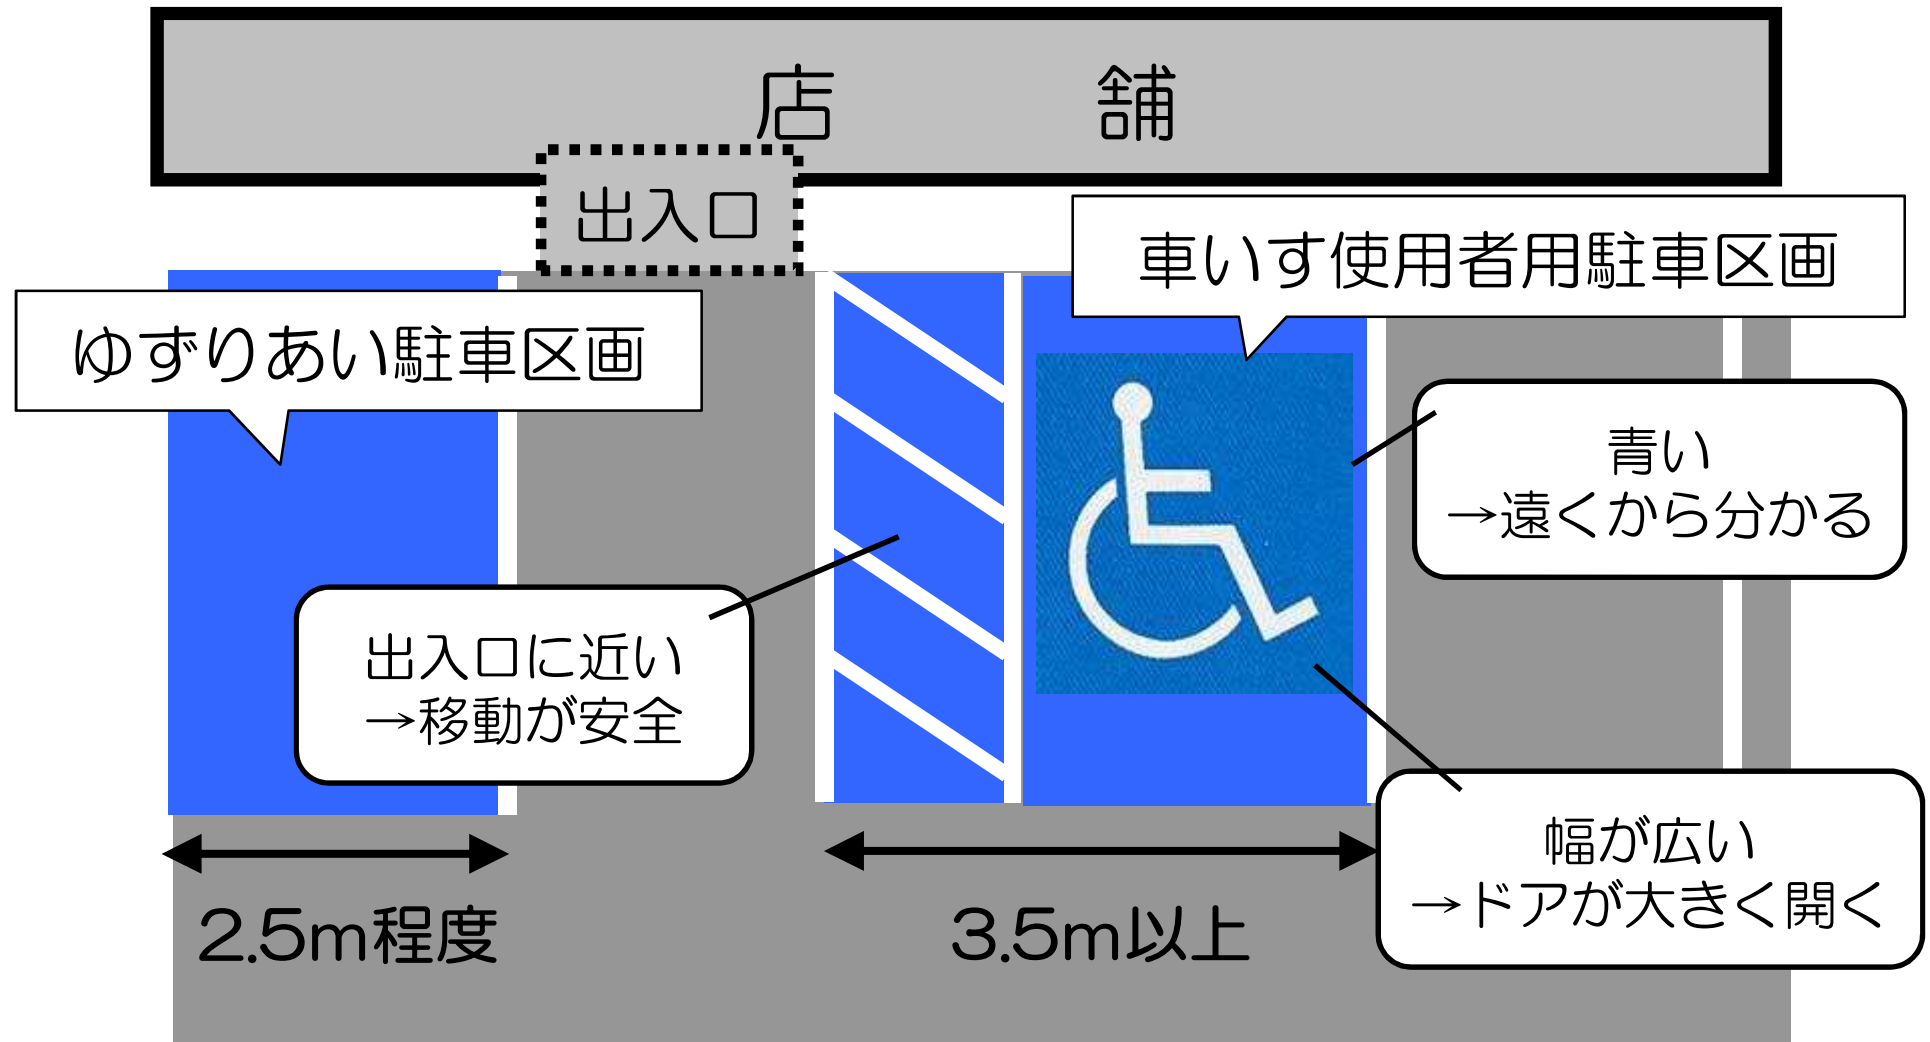 店　舗
出入口
車いす使用者用駐車区画
ゆずりあい駐車区画
青い
→遠くから分かる
出入口に近い
→移動が安全
幅が広い
→ドアが大きく開く
2.5m程度
3.5m以上